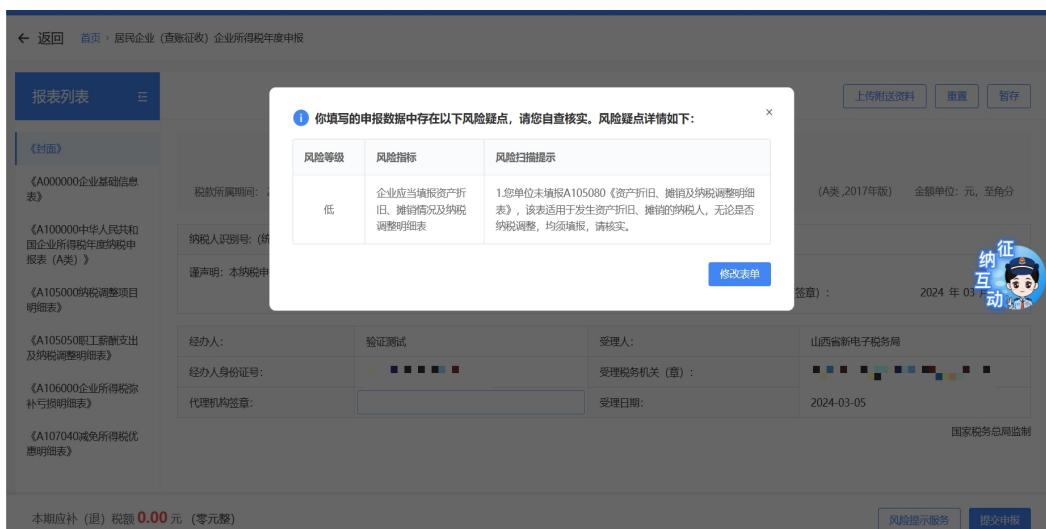 ← 返回 首页 › 居民企业（查账征收）企业所得税年度申报
报表列表
上传附送资料 重置 暂存
《封面》
《A000000企业基础信息
表》
《A100000中华人民共和
国企业所得税年度纳税申
报表（A类）》
《A105000纳税调整项目
明细表》
《A105050职工薪酬支出
及纳税调整明细表》
《A106000企业所得税弥
补亏损明细表》
《A107040减免所得税优
惠明细表》
你填写的申报数据中存在以下风险疑点，请您自查核实。风险疑点详情如下： ×
风险等级 风险指标 风险扫描提示
低
企业应当填报资产折
旧、摊销情况及纳税
调整明细表
1.您单位未填报A105080《资产折旧、摊销及纳税调整明细
表》，该表适用于发生资产折旧、摊销的纳税人，无论是否
纳税调整，均须填报，请核实。
修改表单
税款所属期间： （A类,2017年版） 金额单位：元，至角分
纳税人识别号：（统
谨声明：本纳税申
签章）： 2024 年 03
征纳互动
经办人： 验证测试 受理人： 山西省新电子税务局
经办人身份证号： 受理税务机关（章）：
代理机构签章： 受理日期： 2024-03-05
国家税务总局监制
本期应补（退）税额 0.00 元 （零元整） 风险提示服务 提交申报